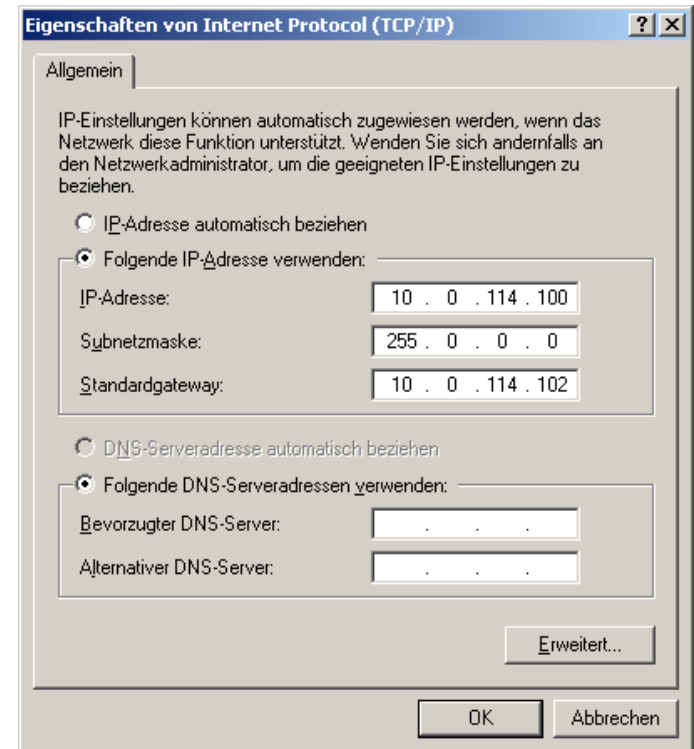 Eigenschaften von Internet Protocol (TCP/IP)
Allgemein
IP-Einstellungen können automatisch zugewiesen werden, wenn das
Netzwerk diese Funktion unterstützt. Wenden Sie sich andernfalls an
den Netzwerkadministrator, um die geeigneten IP-Einstellungen zu
beziehen.
IP-Adresse automatisch beziehen
Folgende IP-Adresse verwenden:
IP-Adresse: 10 . 0 . 114 . 100
Subnetzmaske: 255 . 0 . 0 . 0
Standardgateway: 10 . 0 . 114 . 102
DNS-Serveradresse automatisch beziehen
Folgende DNS-Serveradressen verwenden:
Bevorzugter DNS-Server: . . .
Alternativer DNS-Server: . . .
Erweitert...
OK Abbrechen